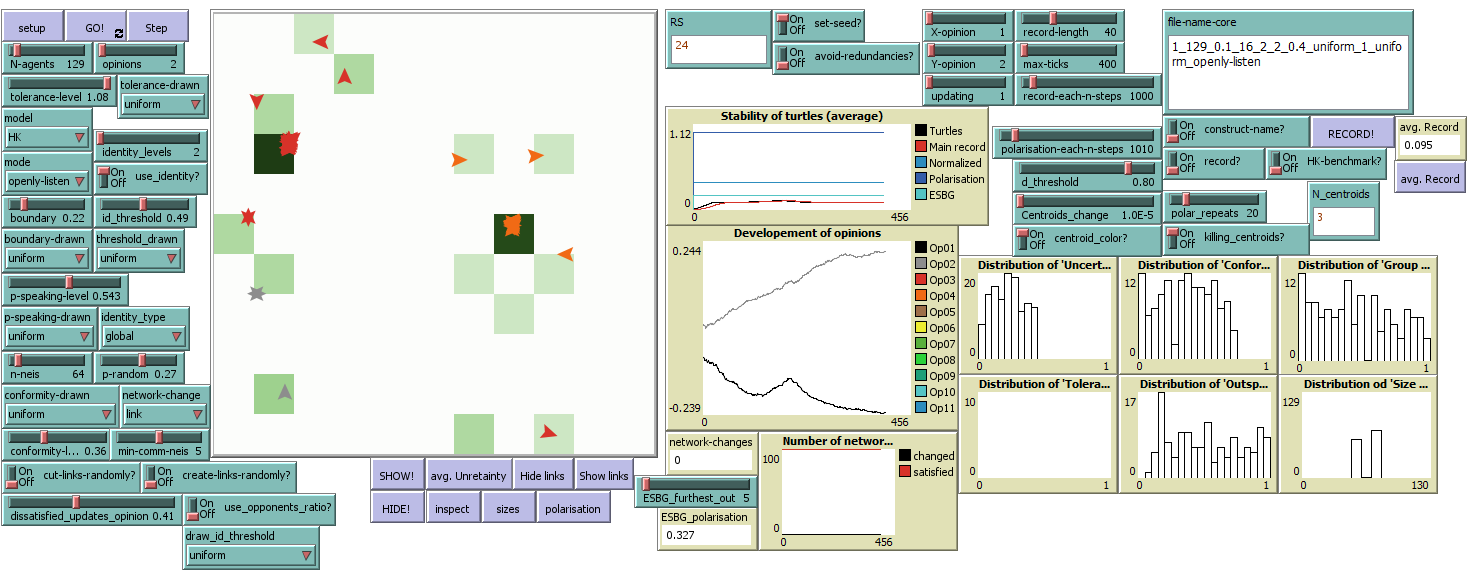 setup
GO!
Step
N-agents 129
opinions 2
tolerance-level 1.08
tolerance-drawn
uniform
model
HK
identity_levels 2
mode
openly-listen
On
Off
use_identity?
boundary 0.22
id_threshold 0.49
boundary-drawn
uniform
threshold_drawn
uniform
p-speaking-level 0.543
p-speaking-drawn
uniform
identity_type
global
n-neis 64
p-random 0.27
conformity-drawn
uniform
network-change
link
conformity-l... 0.36
min-comm-neis 5
On
Off
cut-links-randomly?
On
Off
create-links-randomly?
dissatisfied_updates_opinion 0.41
On
Off
use_opponents_ratio?
draw_id_threshold
uniform
SHOW!
avg. Unretainty
Hide links
Show links
HIDE!
inspect
sizes
polarisation
RS
24
On
Off
set-seed?
On
Off
avoid-redundancies?
X-opinion 1
record-length 40
Y-opinion 2
max-ticks 400
updating 1
record-each-n-steps 1000
file-name-core
1_129_0.1_16_2_2_0.4_uniform_1_unifo
rm_openly-listen
Stability of turtles (average)
1.12
0
0
456
Turtles
Main record
Normalized
Polarisation
ESBG
Developement of opinions
0.244
-0.239
0
456
Op01
Op02
Op03
Op04
Op05
Op06
Op07
Op08
Op09
Op10
Op11
network-changes
0
ESBG_furthest_out 5
ESBG_polarisation
0.327
Number of networ...
100
0
0
456
changed
satisfied
polarisation-each-n-steps 1010
On
Off
construct-name?
RECORD!
avg. Record
0.095
d_threshold 0.80
On
Off
record?
On
Off
HK-benchmark?
avg. Record
Centroids_change 1.0E-5
polar_repeats 20
N_centroids
3
On
Off
centroid_color?
On
Off
killing_centroids?
Distribution of 'Uncert...
20
0
0
1
Distribution of 'Confor...
13
0
0
1
Distribution of 'Group ...
12
0
0
1
Distribution of 'Tolera...
10
0
0
1
Distribution of 'Outsp...
17
0
0
1
Distribution od 'Size ...
129
0
0
130